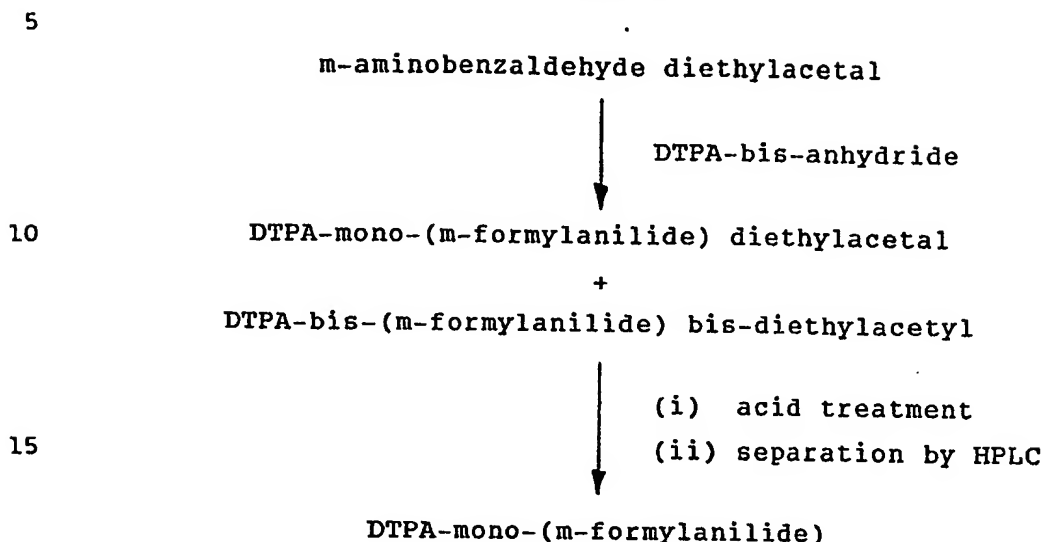 5
m-aminobenzaldehyde diethylacetal
DTPA-bis-anhydride
10 DTPA-mono-(m-formylanilide) diethylacetal
+
DTPA-bis-(m-formylanilide) bis-diethylacetyl
(i) acid treatment
15 (ii) separation by HPLC
DTPA-mono-(m-formylanilide)